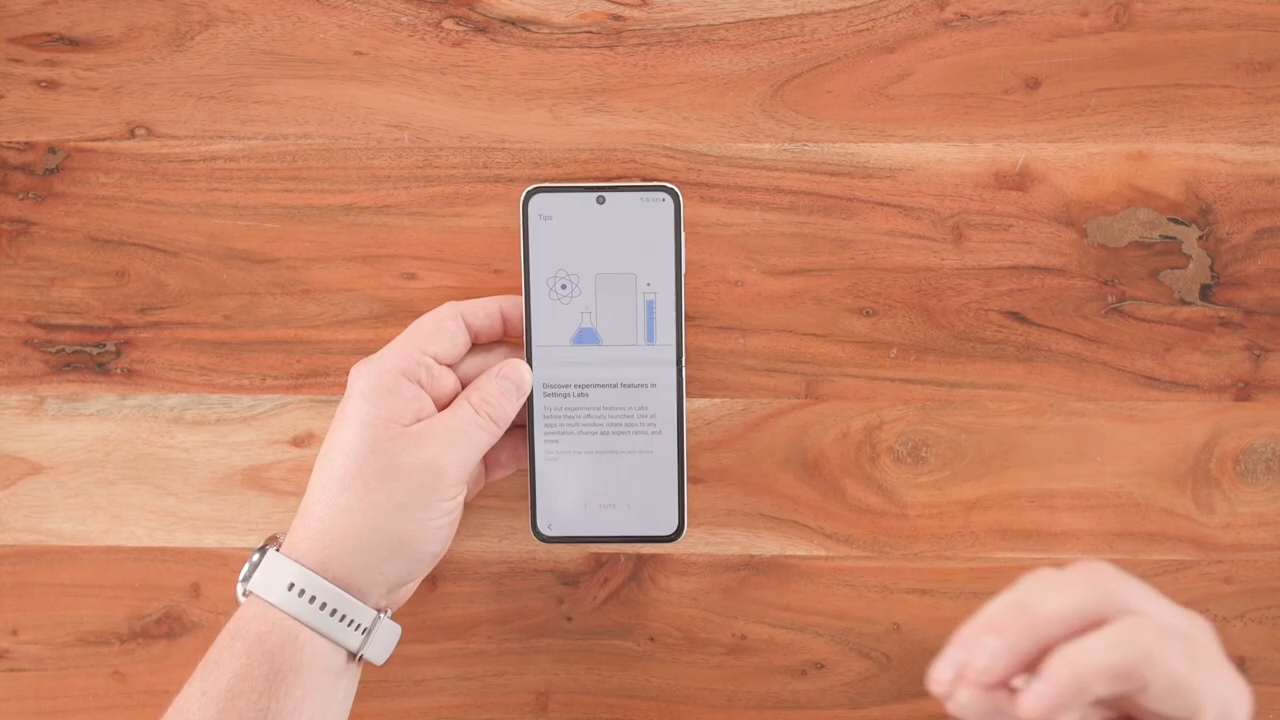 Tips
Discover experimental features in
Settings Labs
Try out experimental features in Labs
before they're officially launched. Use all
apps in multi window, rotate apps to any
orientation, change app aspect ratios, and
more.